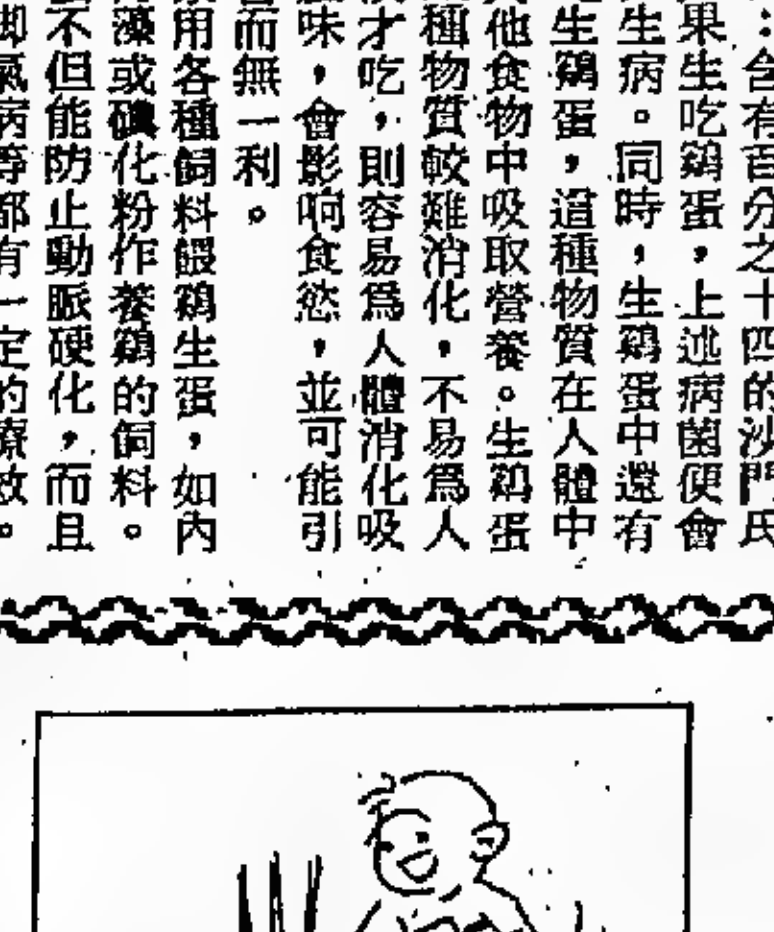 ：含有百分之十四的沙門氏
果生吃鷄蛋，上述病菌便會
生病。同時，生鷄蛋中還有
生鷄蛋，這種物質在人體中
他食物中吸取營養。生鷄蛋
種物質較難消化，不易爲人
才吃，則容易爲人體消化吸
味，會影响食慾，並可能引
而無一利。
用各種飼料餵鷄生蛋，如內
藻或碘化粉作養鷄的飼料。
不但能防止動脈硬化，而且
脚氣病等都有一定的療效。